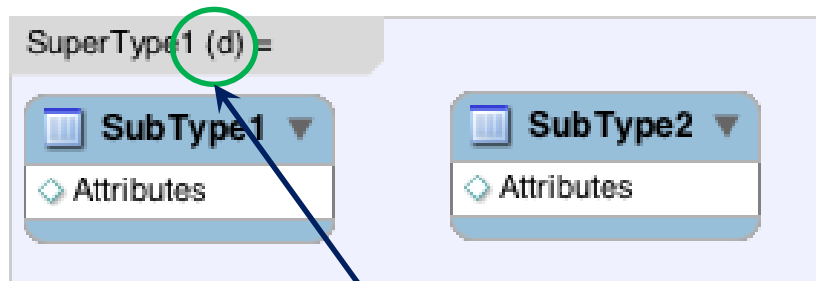 SuperType1 (d) =
SubType1
SubType2
Attributes
Attributes